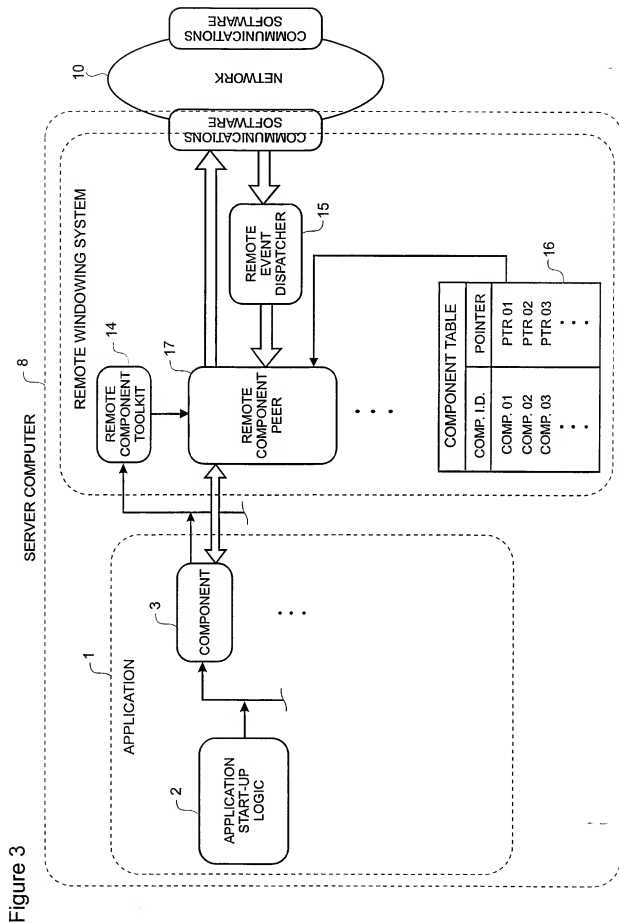 Figure 3
SERVER COMPUTER
8
1
APPLICATION
2
APPLICATION
START-UP
LOGIC
3
COMPONENT
. . .
REMOTE WINDOWING SYSTEM
14
REMOTE
COMPONENT
TOOLKIT
17
REMOTE
COMPONENT
PEER
. . .
REMOTE
EVENT
DISPATCHER
15
COMPONENT TABLE
COMP. I.D. POINTER
COMP. 01 PTR 01
COMP. 02 PTR 02
COMP. 03 PTR 03
. . . . . .
16
COMMUNICATIONS
SOFTWARE
10
NETWORK
COMMUNICATIONS
SOFTWARE